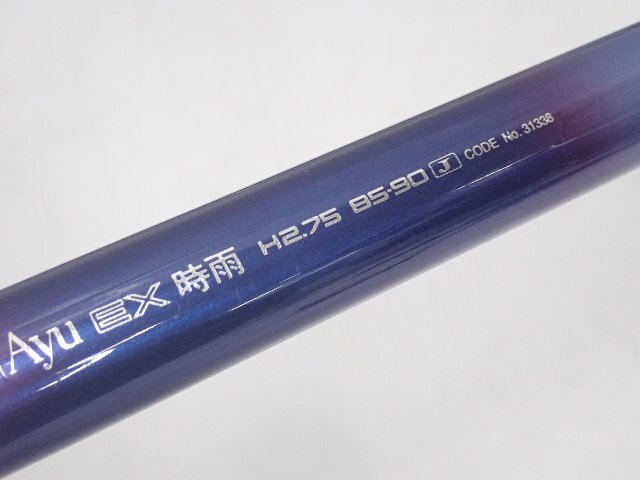 Ayu EX 時雨 H2.75 85-90 J CODE No. 31338